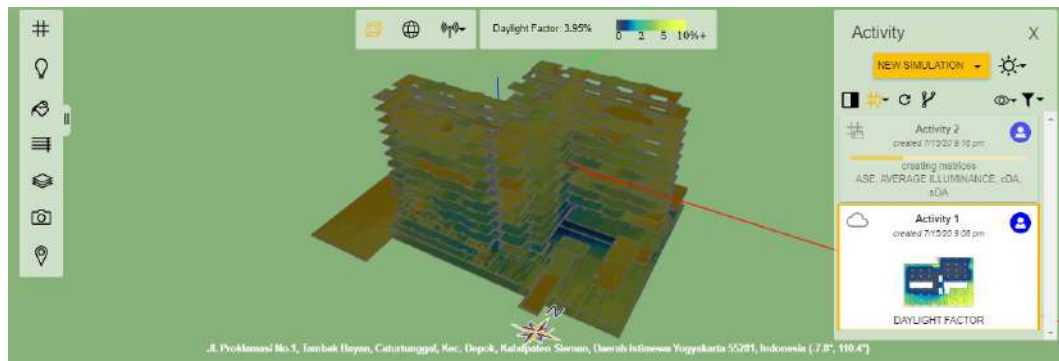 Daylight Factor: 3.95%
0 2 5 10%+
Activity X
NEW SIMULATION
Activity 2
created 7/15/20 9:16 pm
creating matrices
ASE, AVERAGE ILLUMINANCE, cDA,
sDA
Activity 1
created 7/15/20 9:08 pm
DAYLIGHT FACTOR
N
Jl. Proklamasi No.1, Tambak Bayan, Caturtunggal, Kec. Depok, Kabupaten Sleman, Daerah Istimewa Yogyakarta 55281, Indonesia (-7.8°, 110.4°)